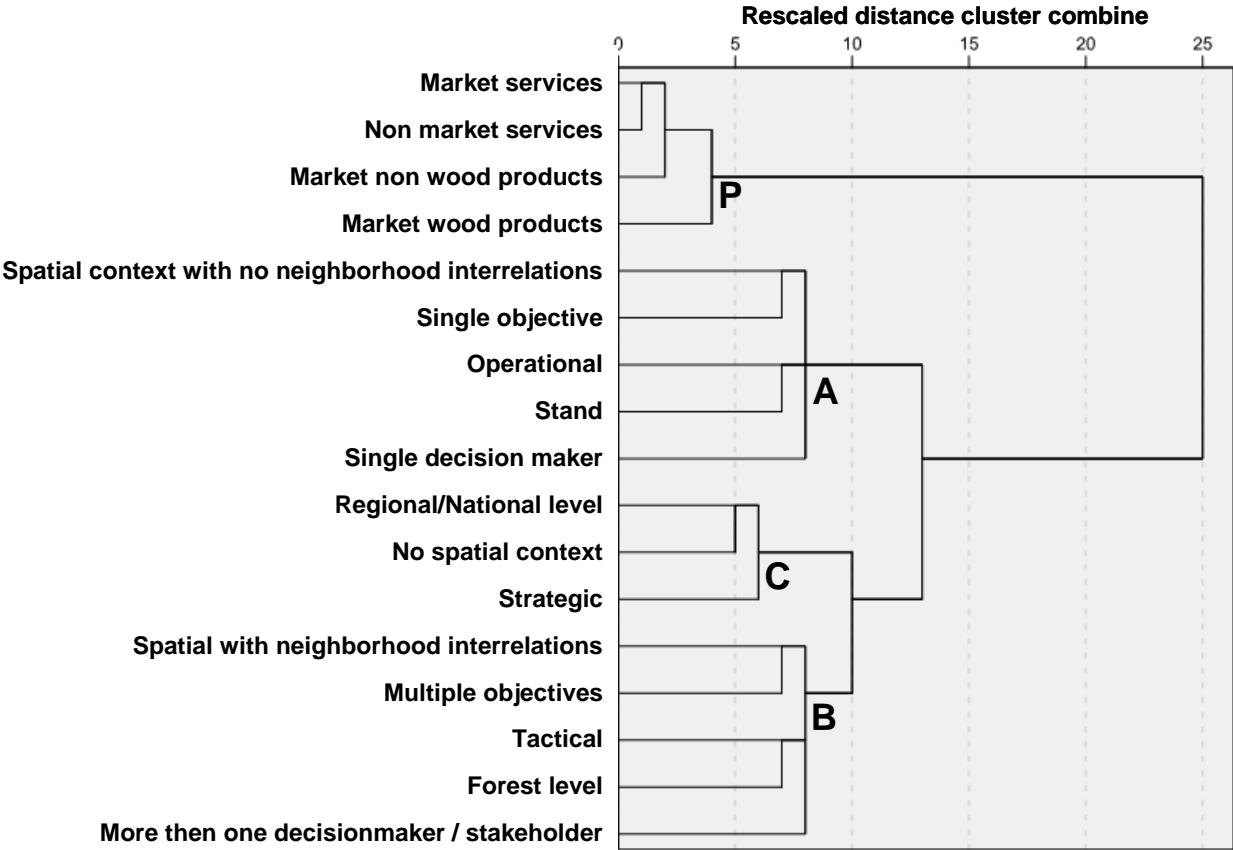 Rescaled distance cluster combine
0 5 10 15 20 25
Market services
Non market services
Market non wood products
P
Market wood products
Spatial context with no neighborhood interrelations
Single objective
Operational
A
Stand
Single decision maker
Regional/National level
No spatial context
C
Strategic
Spatial with neighborhood interrelations
Multiple objectives
B
Tactical
Forest level
More then one decisionmaker / stakeholder